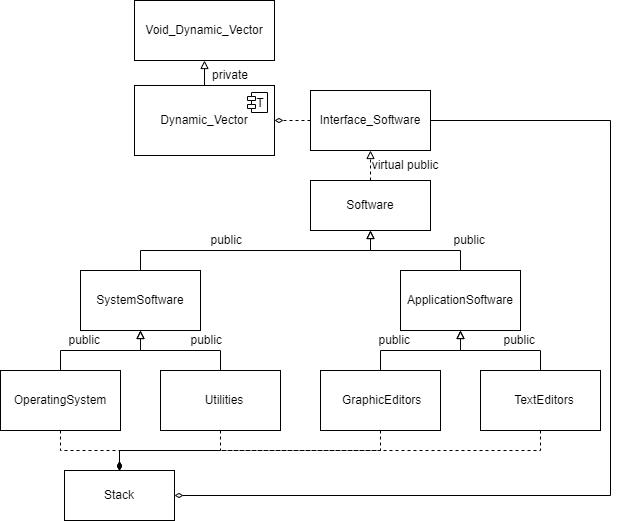 Void_Dynamic_Vector
private
T
Dynamic_Vector
Interface_Software
virtual public
Software
public
public
SystemSoftware
ApplicationSoftware
public
public
public
public
OperatingSystem
Utilities
GraphicEditors
TextEditors
Stack